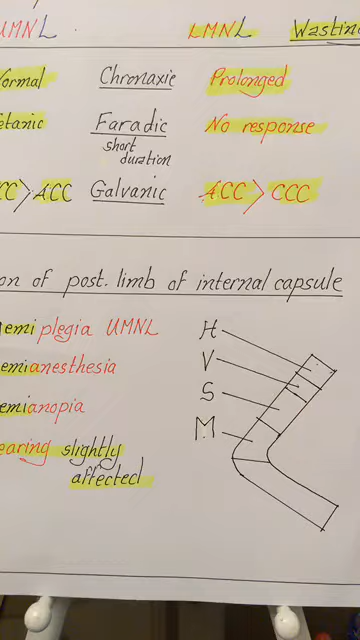 UMNL LMNL Wasting
Normal Chronaxie Prolonged
Tetanic Faradic No response
short
duration
CC > ACC Galvanic ACC > CCC
on of post. limb of internal capsule
emiplegia UMNL
emianesthesia
emianopia
earing slightly
affected
H
V
S
M